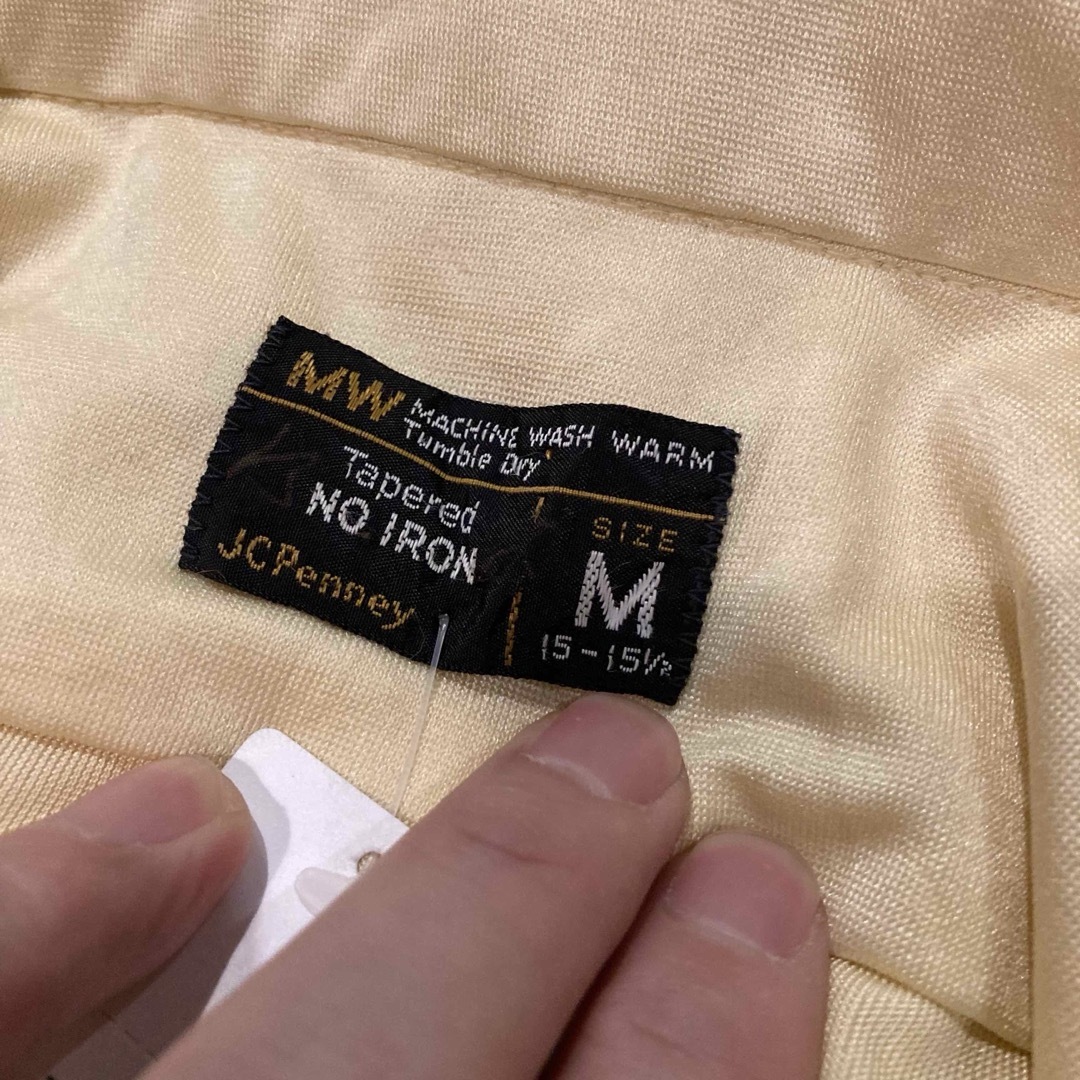 MW MACHINE WASH WARM
Tumble Dry
Tapered
NO IRON
JCPenney
SIZE
M
15-15½